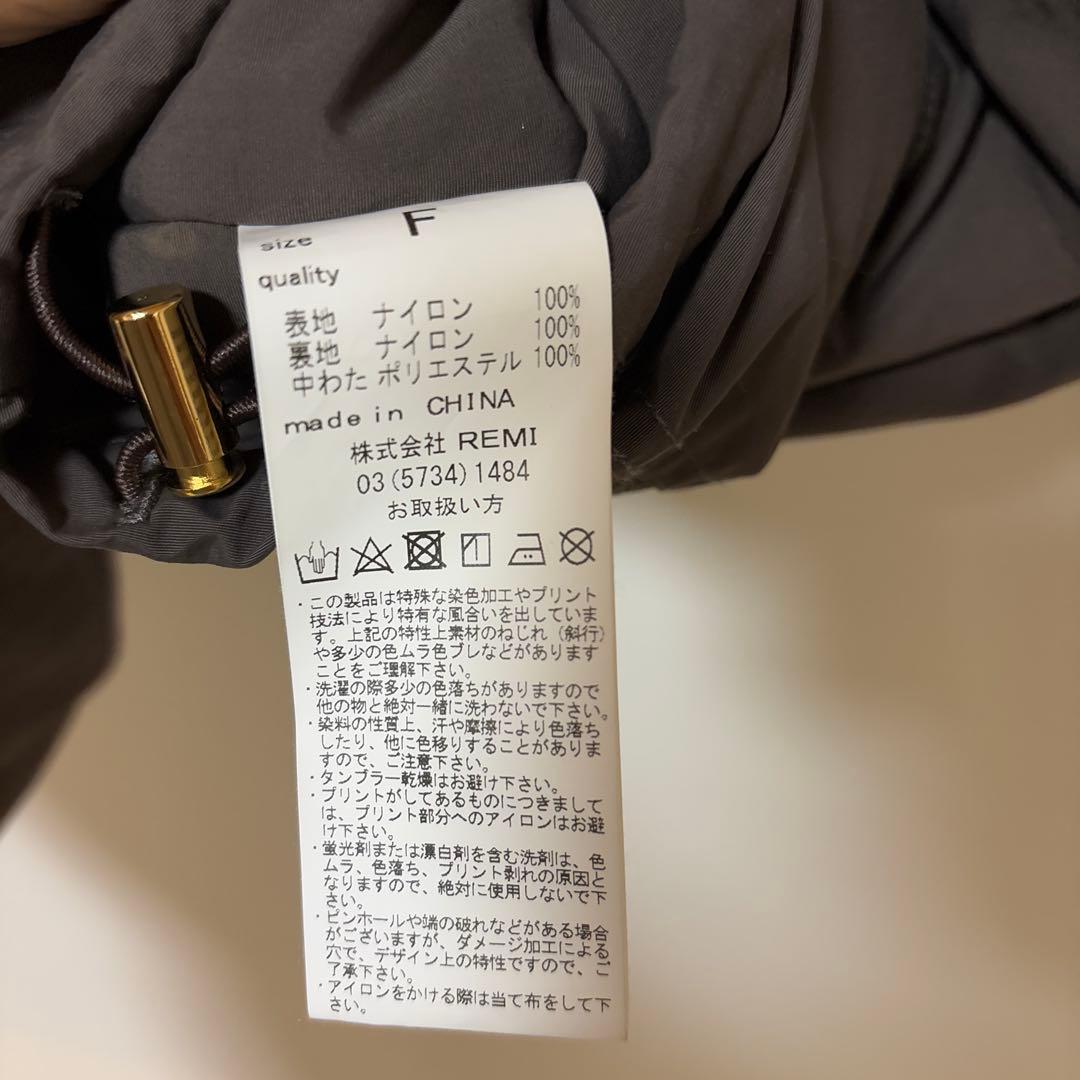 size F
quality
表地 ナイロン 100%
裏地 ナイロン 100%
中わた ポリエステル 100%
made in CHINA
株式会社 REMI
03(5734)1484
お取扱い方
・この製品は特殊な染色加工やプリント
技法により特有な風合いを出していま
す。上記の特性上素材のねじれ（斜行）
や多少の色ムラ色ブレなどがあります
ことをご理解下さい。
・洗濯の際多少の色落ちがありますので
他の物と絶対一緒に洗わないで下さい。
・染料の性質上、汗や摩擦により色落ち
したり、他に色移りすることがありま
すので、ご注意下さい。
・タンブラー乾燥はお避け下さい。
・プリントがしてあるものにつきまして
は、プリント部分へのアイロンはお避
け下さい。
・蛍光剤または漂白剤を含む洗剤は、色
ムラ、色落ち、プリント剥れの原因と
なりますので、絶対に使用しないで下
さい。
・ピンホールや端の破れなどがある場合
がございますが、ダメージ加工による
穴で、デザイン上の特性ですので、ご
了承下さい。
・アイロンをかける際は当て布をして下
さい。